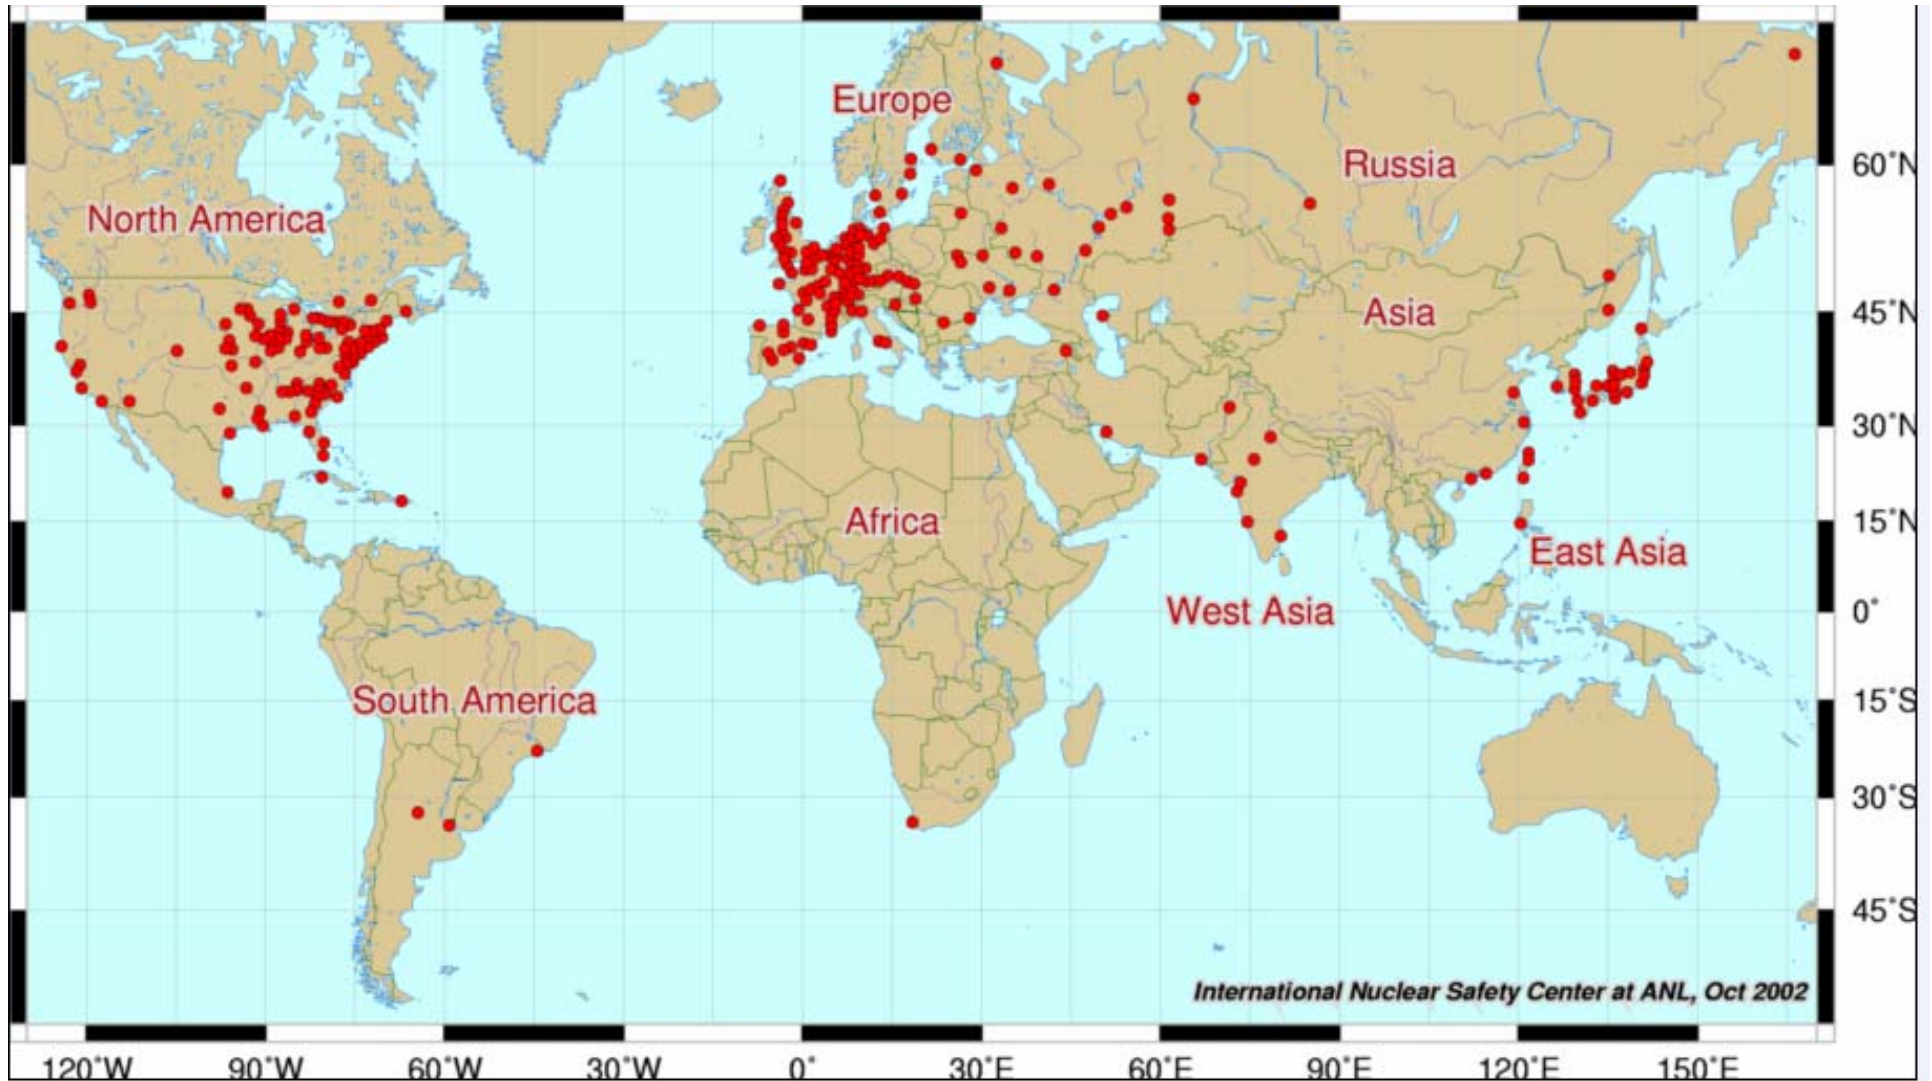 Europe
Russia
North America
Asia
Africa
East Asia
West Asia
South America
60˚N
45˚N
30˚N
15˚N
0˚
15˚S
30˚S
45˚S
International Nuclear Safety Center at ANL, Oct 2002
120˚W 90˚W 60˚W 30˚W 0˚ 30˚E 60˚E 90˚E 120˚E 150˚E